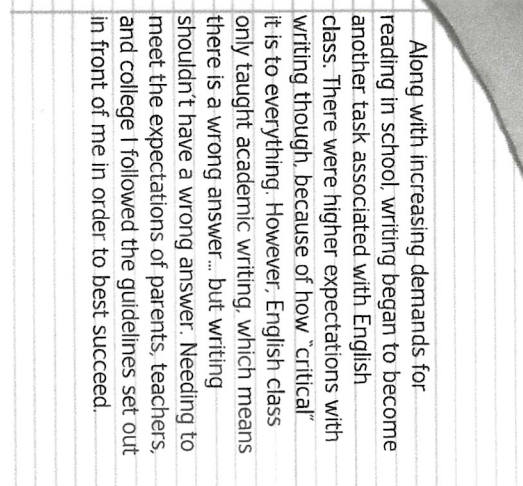 Along with increasing demands for
reading in school, writing began to become
another task associated with English
class. There were higher expectations with
writing though, because of how "critical"
it is to everything. However, English class
only taught academic writing, which means
there is a wrong answer... but writing
shouldn't have a wrong answer. Needing to
meet the expectations of parents, teachers,
and college I followed the guidelines set out
in front of me in order to best succeed.